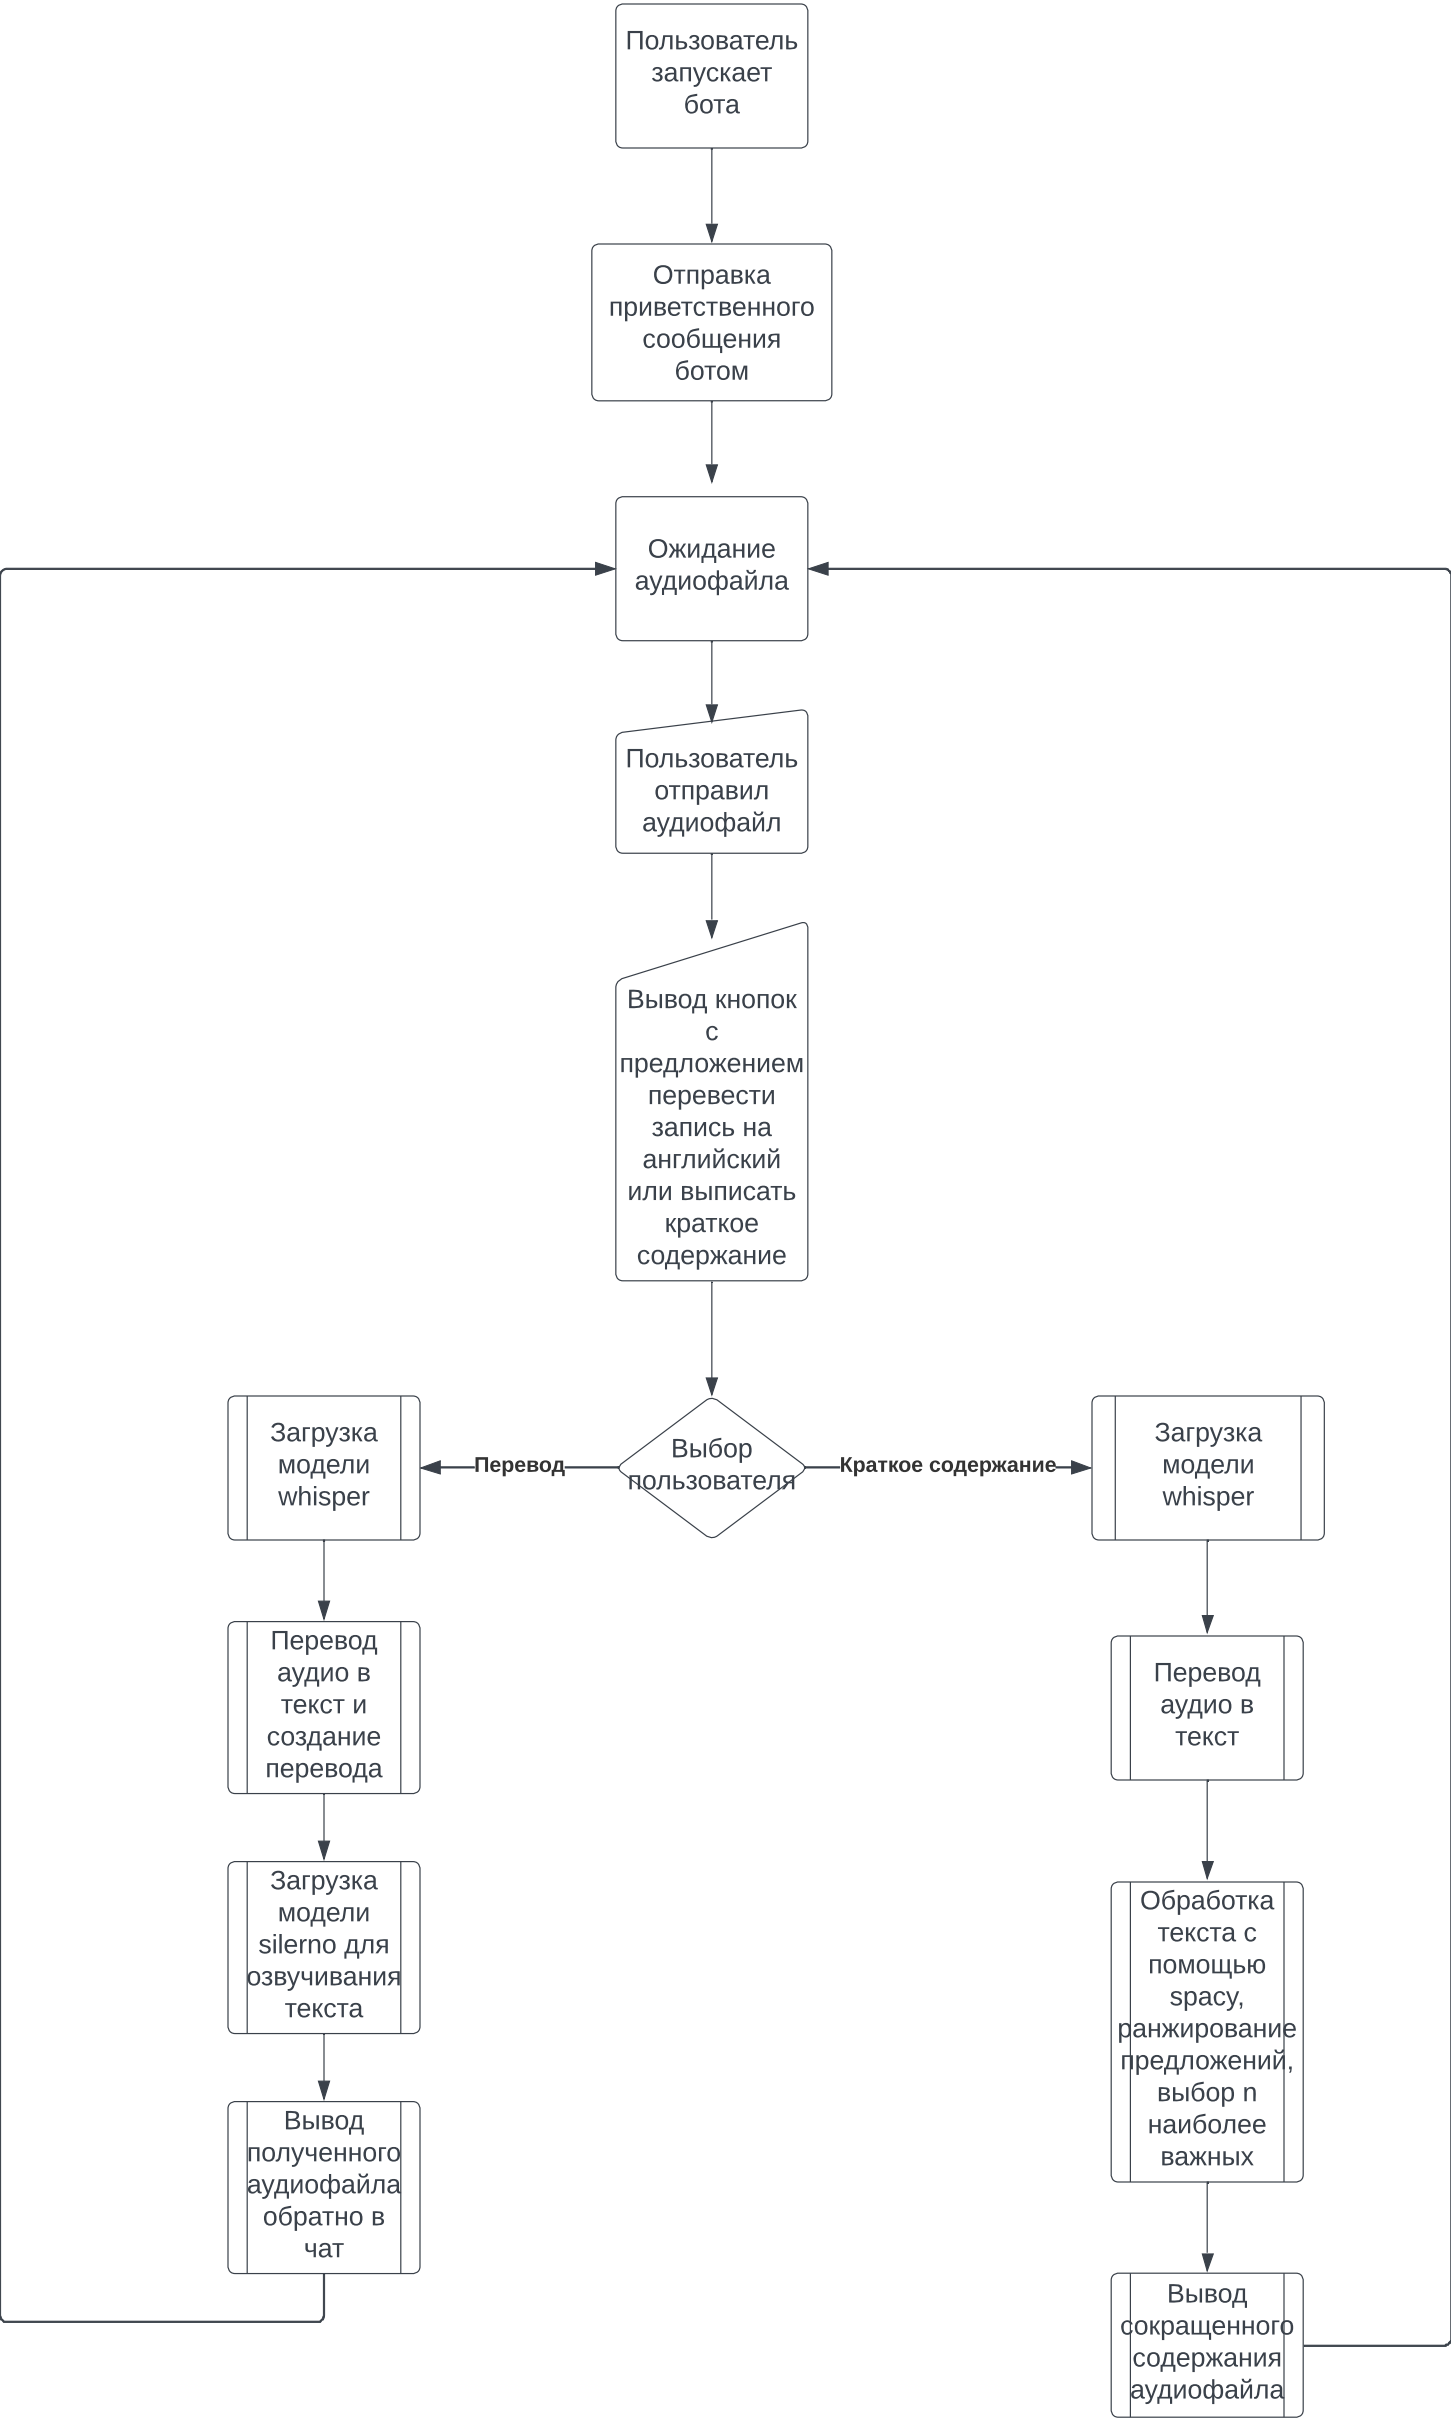 Пользователь
запускает
бота
Отправка
приветственного
сообщения
ботом
Ожидание
аудиофайла
Пользователь
отправил
аудиофайл
Вывод кнопок
с
предложением
перевести
запись на
английский
или выписать
краткое
содержание
Выбор
пользователя
Перевод
Загрузка
модели
whisper
Перевод
аудио в
текст и
создание
перевода
Загрузка
модели
silerno для
озвучивания
текста
Вывод
полученного
аудиофайла
обратно в
чат
Краткое содержание
Загрузка
модели
whisper
Перевод
аудио в
текст
Обработка
текста с
помощью
spacy,
ранжирование
предложений,
выбор n
наиболее
важных
Вывод
сокращенного
содержания
аудиофайла